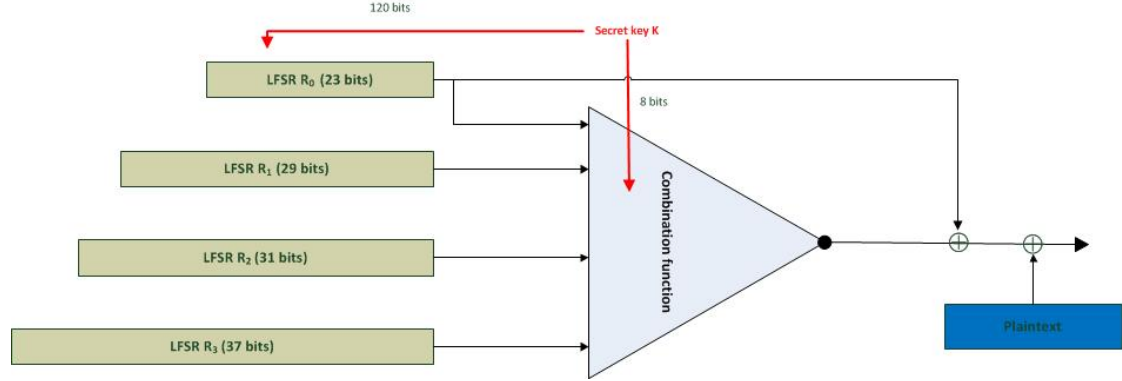 120 bits
Secret key K
LFSR R₀ (23 bits)
8 bits
LFSR R₁ (29 bits)
Combination function
LFSR R₂ (31 bits)
Plaintext
LFSR R₃ (37 bits)